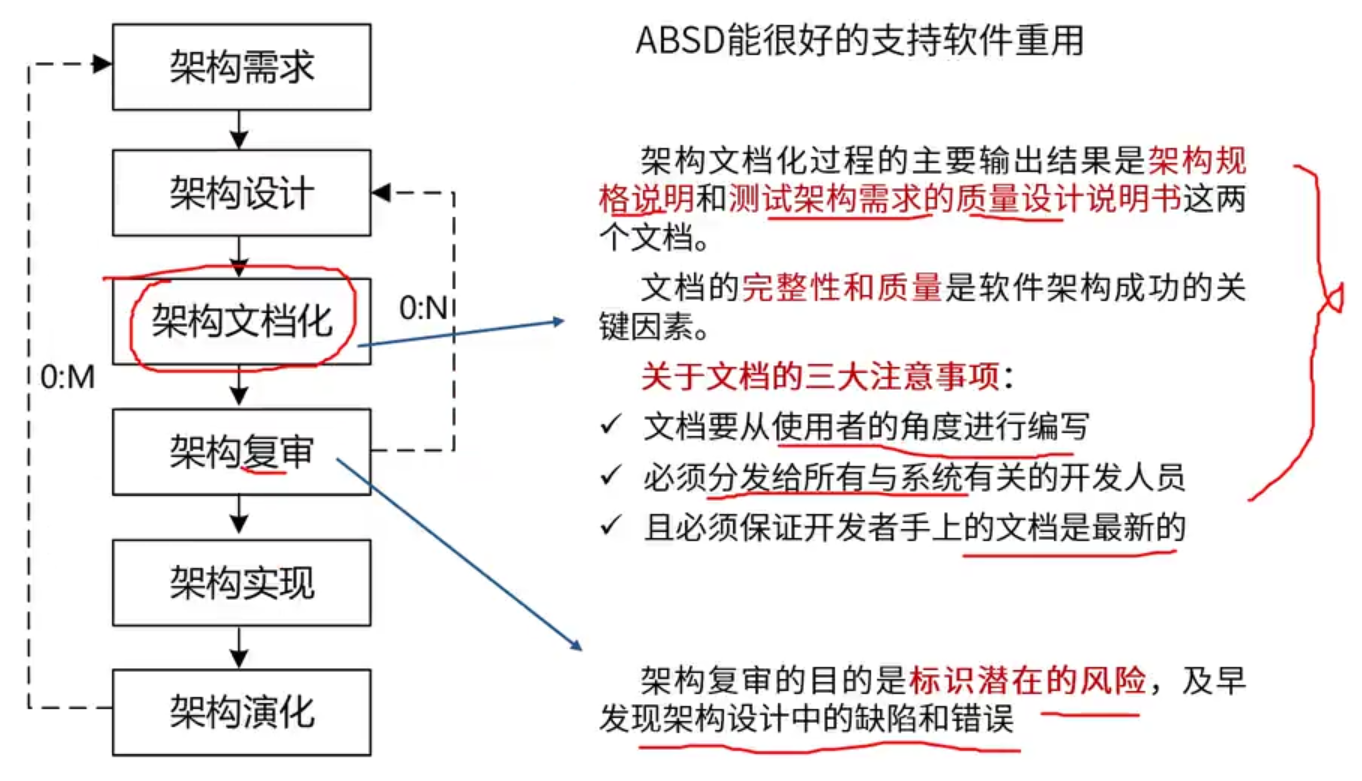 架构需求
架构设计
架构文档化
0:N
0:M
架构复审
架构实现
架构演化
ABSD能很好的支持软件重用
架构文档化过程的主要输出结果是架构规
格说明和测试架构需求的质量设计说明书这两
个文档。
文档的完整性和质量是软件架构成功的关
键因素。
关于文档的三大注意事项：
✓ 文档要从使用者的角度进行编写
✓ 必须分发给所有与系统有关的开发人员
✓ 且必须保证开发者手上的文档是最新的
架构复审的目的是标识潜在的风险，及早
发现架构设计中的缺陷和错误